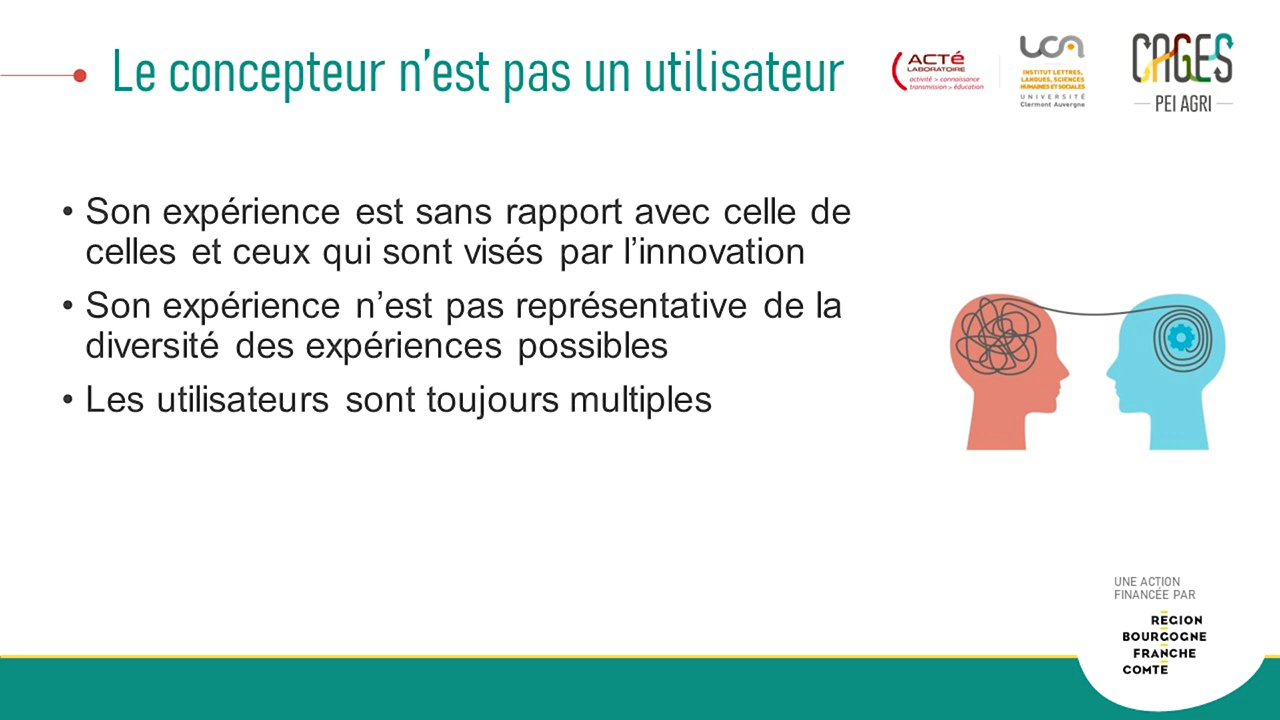 Le concepteur n'est pas un utilisateur
ACTé
LABORATOIRE
activité > connaissance
transmission > éducation
UCA
INSTITUT LETTRES,
LANGUES, SCIENCES
HUMAINES ET SOCIALES
UNIVERSITÉ
Clermont Auvergne
CAGES
PEI AGRI
• Son expérience est sans rapport avec celle de
celles et ceux qui sont visés par l'innovation
• Son expérience n'est pas représentative de la
diversité des expériences possibles
• Les utilisateurs sont toujours multiples
UNE ACTION
FINANCÉE PAR
RÉGION
BOURGOGNE
FRANCHE
COMTÉ